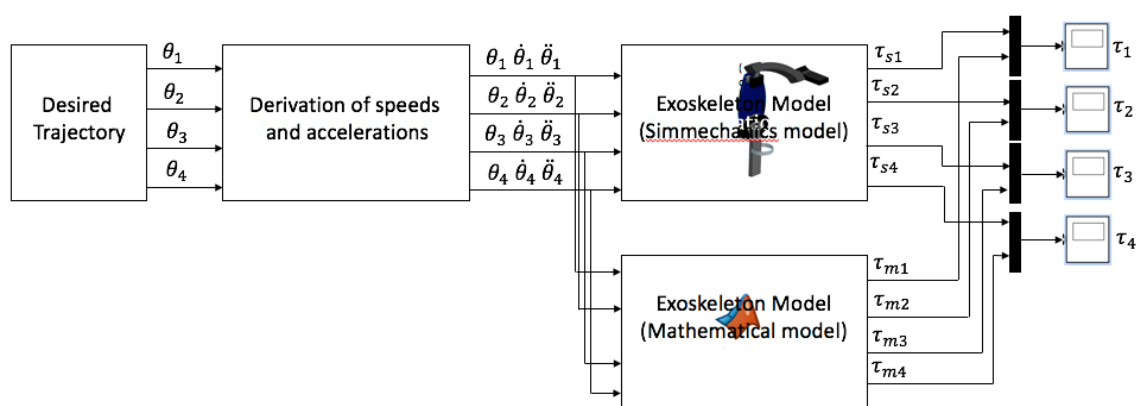 Desired
Trajectory
θ₁
θ₂
θ₃
θ₄
Derivation of speeds
and accelerations
θ₁ θ̇₁ θ̈₁
θ₂ θ̇₂ θ̈₂
θ₃ θ̇₃ θ̈₃
θ₄ θ̇₄ θ̈₄
Exoskeleton Model
(Simmechanics model)
τₛ₁
τₛ₂
τₛ₃
τₛ₄
Exoskeleton Model
(Mathematical model)
τₘ₁
τₘ₂
τₘ₃
τₘ₄
τ₁
τ₂
τ₃
τ₄